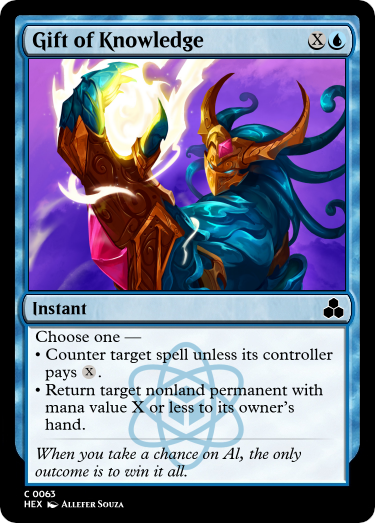 Gift of Knowledge X
Instant
Choose one —
• Counter target spell unless its controller
pays X.
• Return target nonland permanent with
mana value X or less to its owner's
hand.
When you take a chance on Al, the only
outcome is to win it all.
C 0063
HEX Allefer Souza